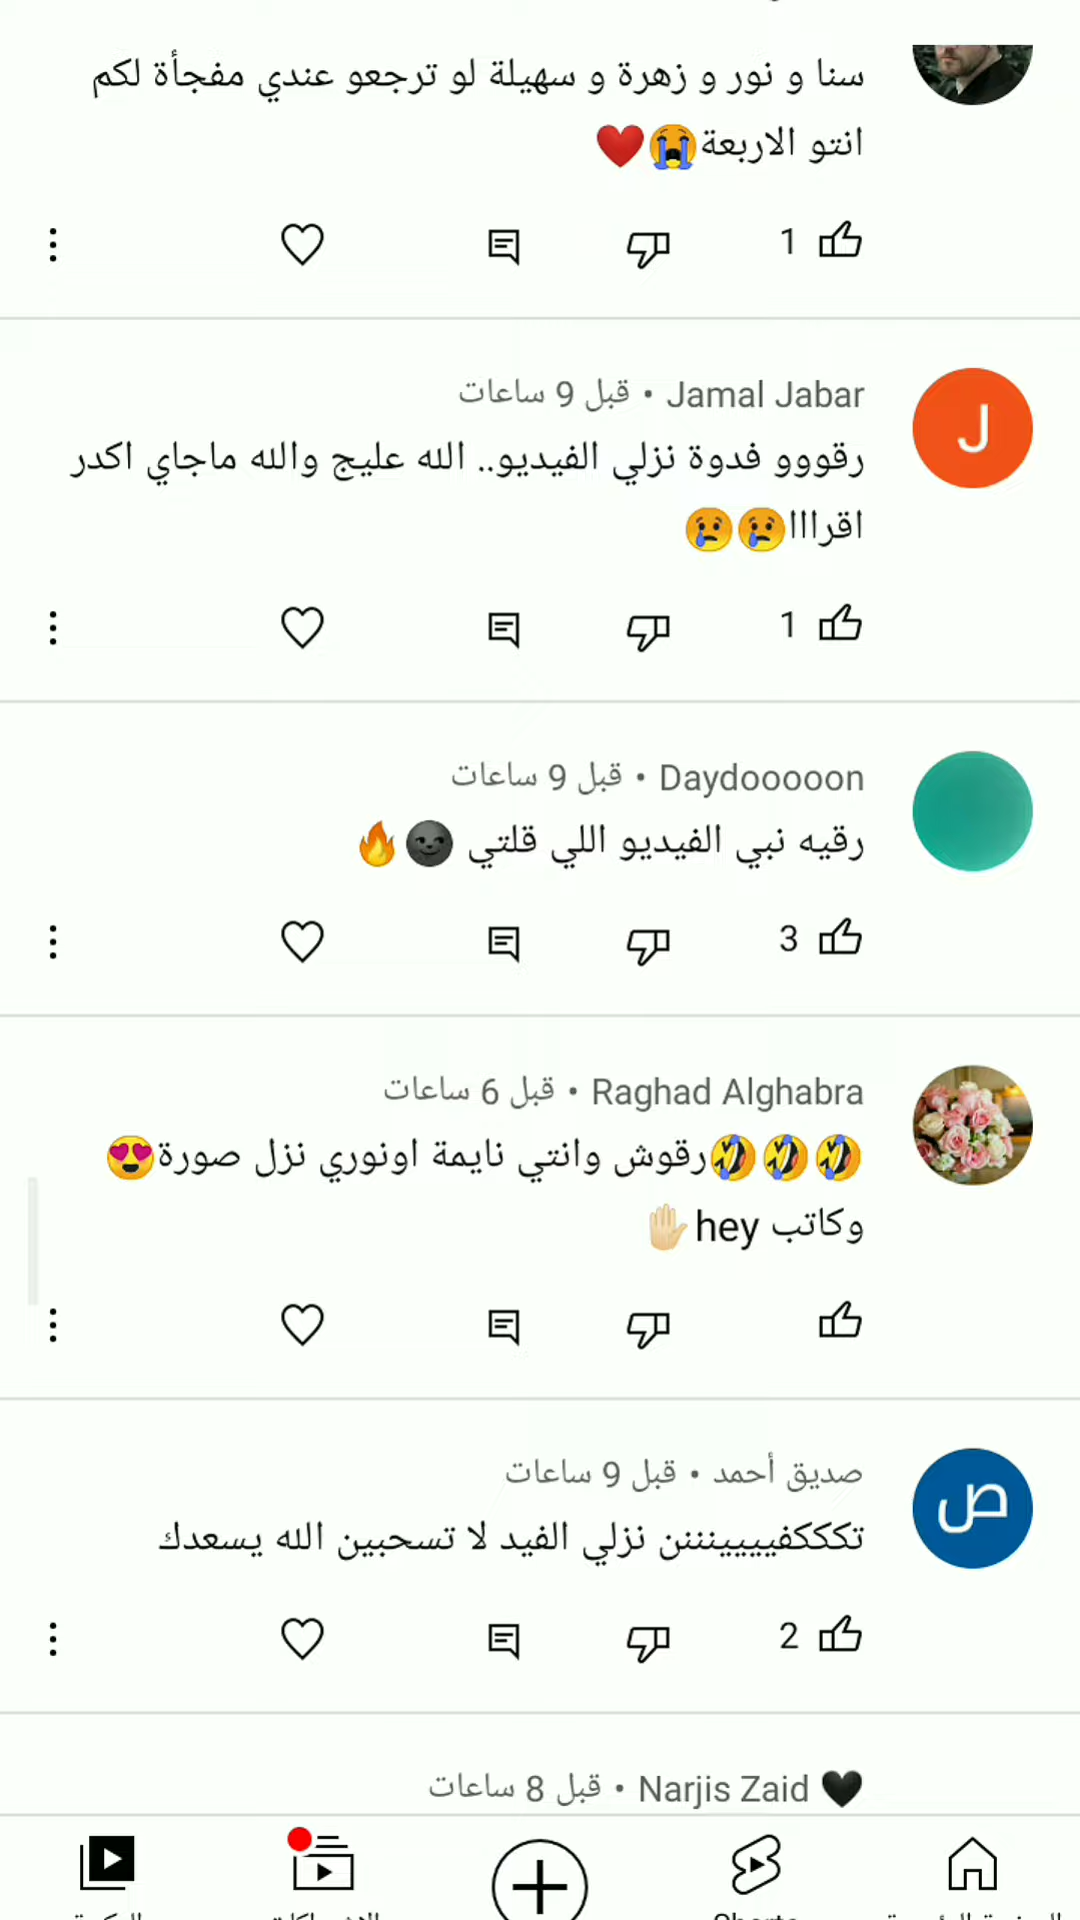 سنا و نور و زهرة و سهيلة لو ترجعو عندي مفجأة لكم
انتو الاربعة😭❤️
1
Jamal Jabar • قبل 9 ساعات
رقووو فدوة نزلي الفيديو.. الله عليج والله ماجاي اكدر
اقرااا😢😢
1
Daydooooon • قبل 9 ساعات
رقيه نبي الفيديو اللي قلتي 🌚🔥
3
Raghad Alghabra • قبل 6 ساعات
🤣🤣🤣رقوش وانتي نايمة اونوري نزل صورة😍
وكاتب hey✋🏻
صديق أحمد • قبل 9 ساعات
تككككفيييينننن نزلي الفيد لا تسحبين الله يسعدك
2
🖤 Narjis Zaid • قبل 8 ساعات